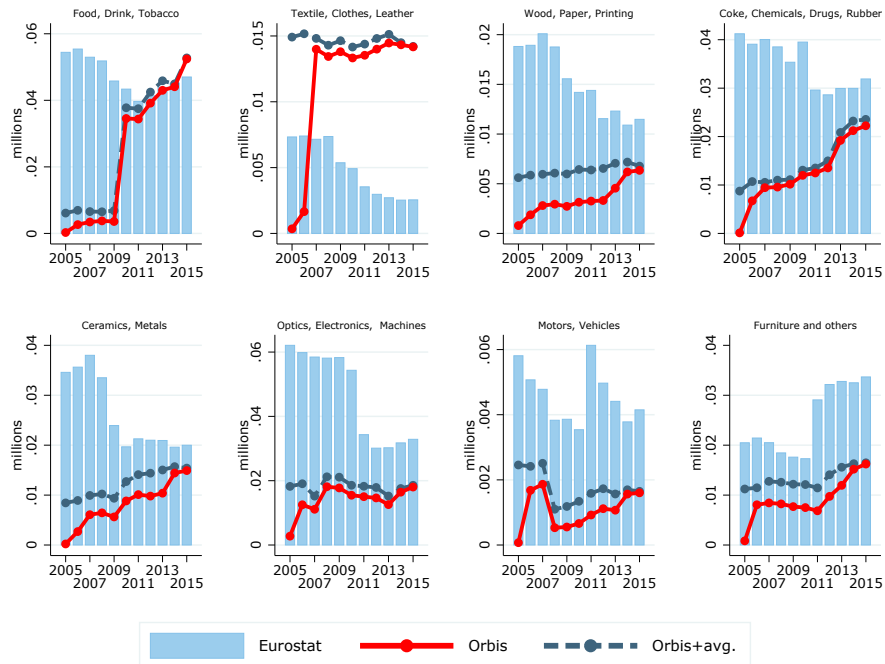 Food, Drink, Tobacco
millions
0 .02 .04 .06
2005 2007 2009 2011 2013 2015
Textile, Clothes, Leather
millions
0 .005 .01 .015
2005 2007 2009 2011 2013 2015
Wood, Paper, Printing
millions
0 .005 .01 .015 .02
2005 2007 2009 2011 2013 2015
Coke, Chemicals, Drugs, Rubber
millions
0 .01 .02 .03 .04
2005 2007 2009 2011 2013 2015
Ceramics, Metals
millions
0 .01 .02 .03 .04
2005 2007 2009 2011 2013 2015
Optics, Electronics, Machines
millions
0 .02 .04 .06
2005 2007 2009 2011 2013 2015
Motors, Vehicles
millions
0 .002 .004 .006
2005 2007 2009 2011 2013 2015
Furniture and others
millions
0 .01 .02 .03 .04
2005 2007 2009 2011 2013 2015
Eurostat Orbis Orbis+avg.